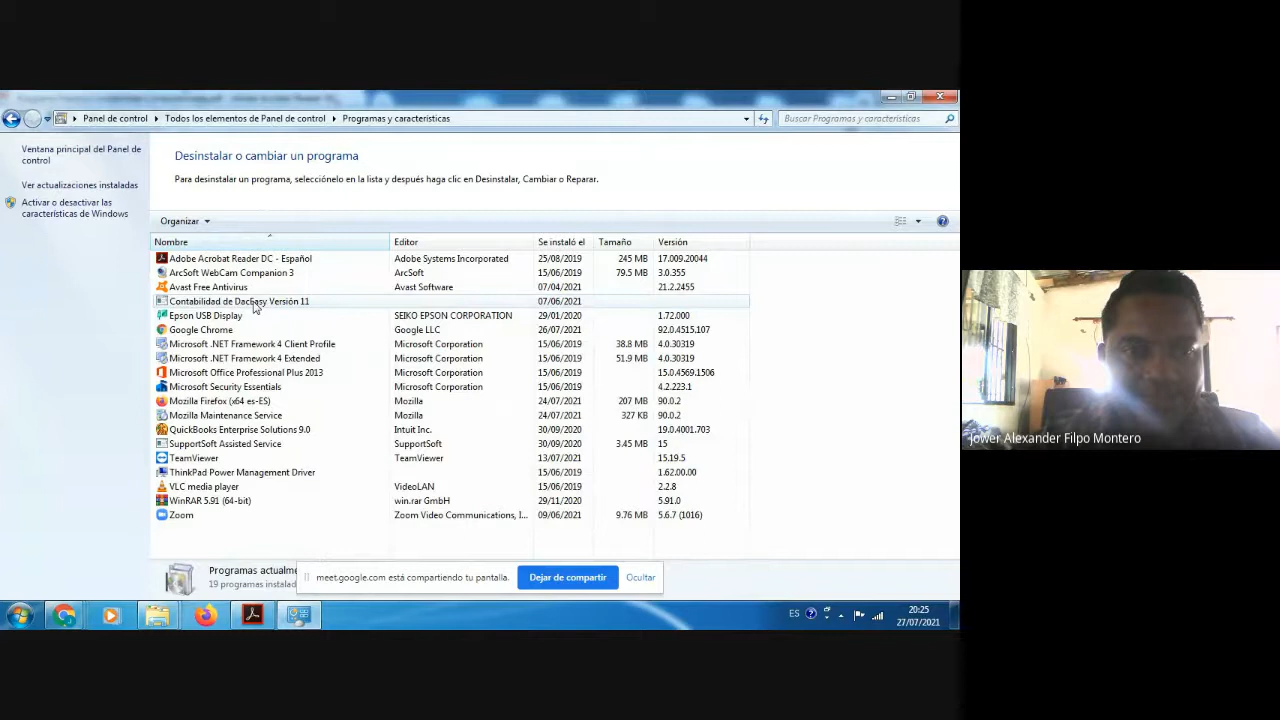 Panel de control ▸ Todos los elementos de Panel de control ▸ Programas y características
Buscar Programas y características
Ventana principal del Panel de control
Ver actualizaciones instaladas
Activar o desactivar las características de Windows
Desinstalar o cambiar un programa
Para desinstalar un programa, selecciónelo en la lista y después haga clic en Desinstalar, Cambiar o Reparar.
Organizar
Nombre Editor Se instaló el Tamaño Versión
Adobe Acrobat Reader DC - Español Adobe Systems Incorporated 25/08/2019 245 MB 17.009.20044
ArcSoft WebCam Companion 3 ArcSoft 15/06/2019 79.5 MB 3.0.355
Avast Free Antivirus Avast Software 07/04/2021 21.2.2455
Contabilidad de DacEasy Versión 11 07/06/2021
Epson USB Display SEIKO EPSON CORPORATION 29/01/2020 1.72.000
Google Chrome Google LLC 26/07/2021 92.0.4515.107
Microsoft .NET Framework 4 Client Profile Microsoft Corporation 15/06/2019 38.8 MB 4.0.30319
Microsoft .NET Framework 4 Extended Microsoft Corporation 15/06/2019 51.9 MB 4.0.30319
Microsoft Office Professional Plus 2013 Microsoft Corporation 15/06/2019 15.0.4569.1506
Microsoft Security Essentials Microsoft Corporation 15/06/2019 4.2.223.1
Mozilla Firefox (x64 es-ES) Mozilla 24/07/2021 207 MB 90.0.2
Mozilla Maintenance Service Mozilla 24/07/2021 327 KB 90.0.2
QuickBooks Enterprise Solutions 9.0 Intuit Inc. 30/09/2020 19.0.4001.703
SupportSoft Assisted Service SupportSoft 30/09/2020 3.45 MB 15
TeamViewer TeamViewer 13/07/2021 15.19.5
ThinkPad Power Management Driver 15/06/2019 1.62.00.00
VLC media player VideoLAN 15/06/2019 2.2.8
WinRAR 5.91 (64-bit) win.rar GmbH 29/11/2020 5.91.0
Zoom Zoom Video Communications, I... 09/06/2021 9.76 MB 5.6.7 (1016)
Programas actualme
19 programas instalad
meet.google.com está compartiendo tu pantalla. Dejar de compartir Ocultar
ES
20:25
27/07/2021
Jower Alexander Filpo Montero